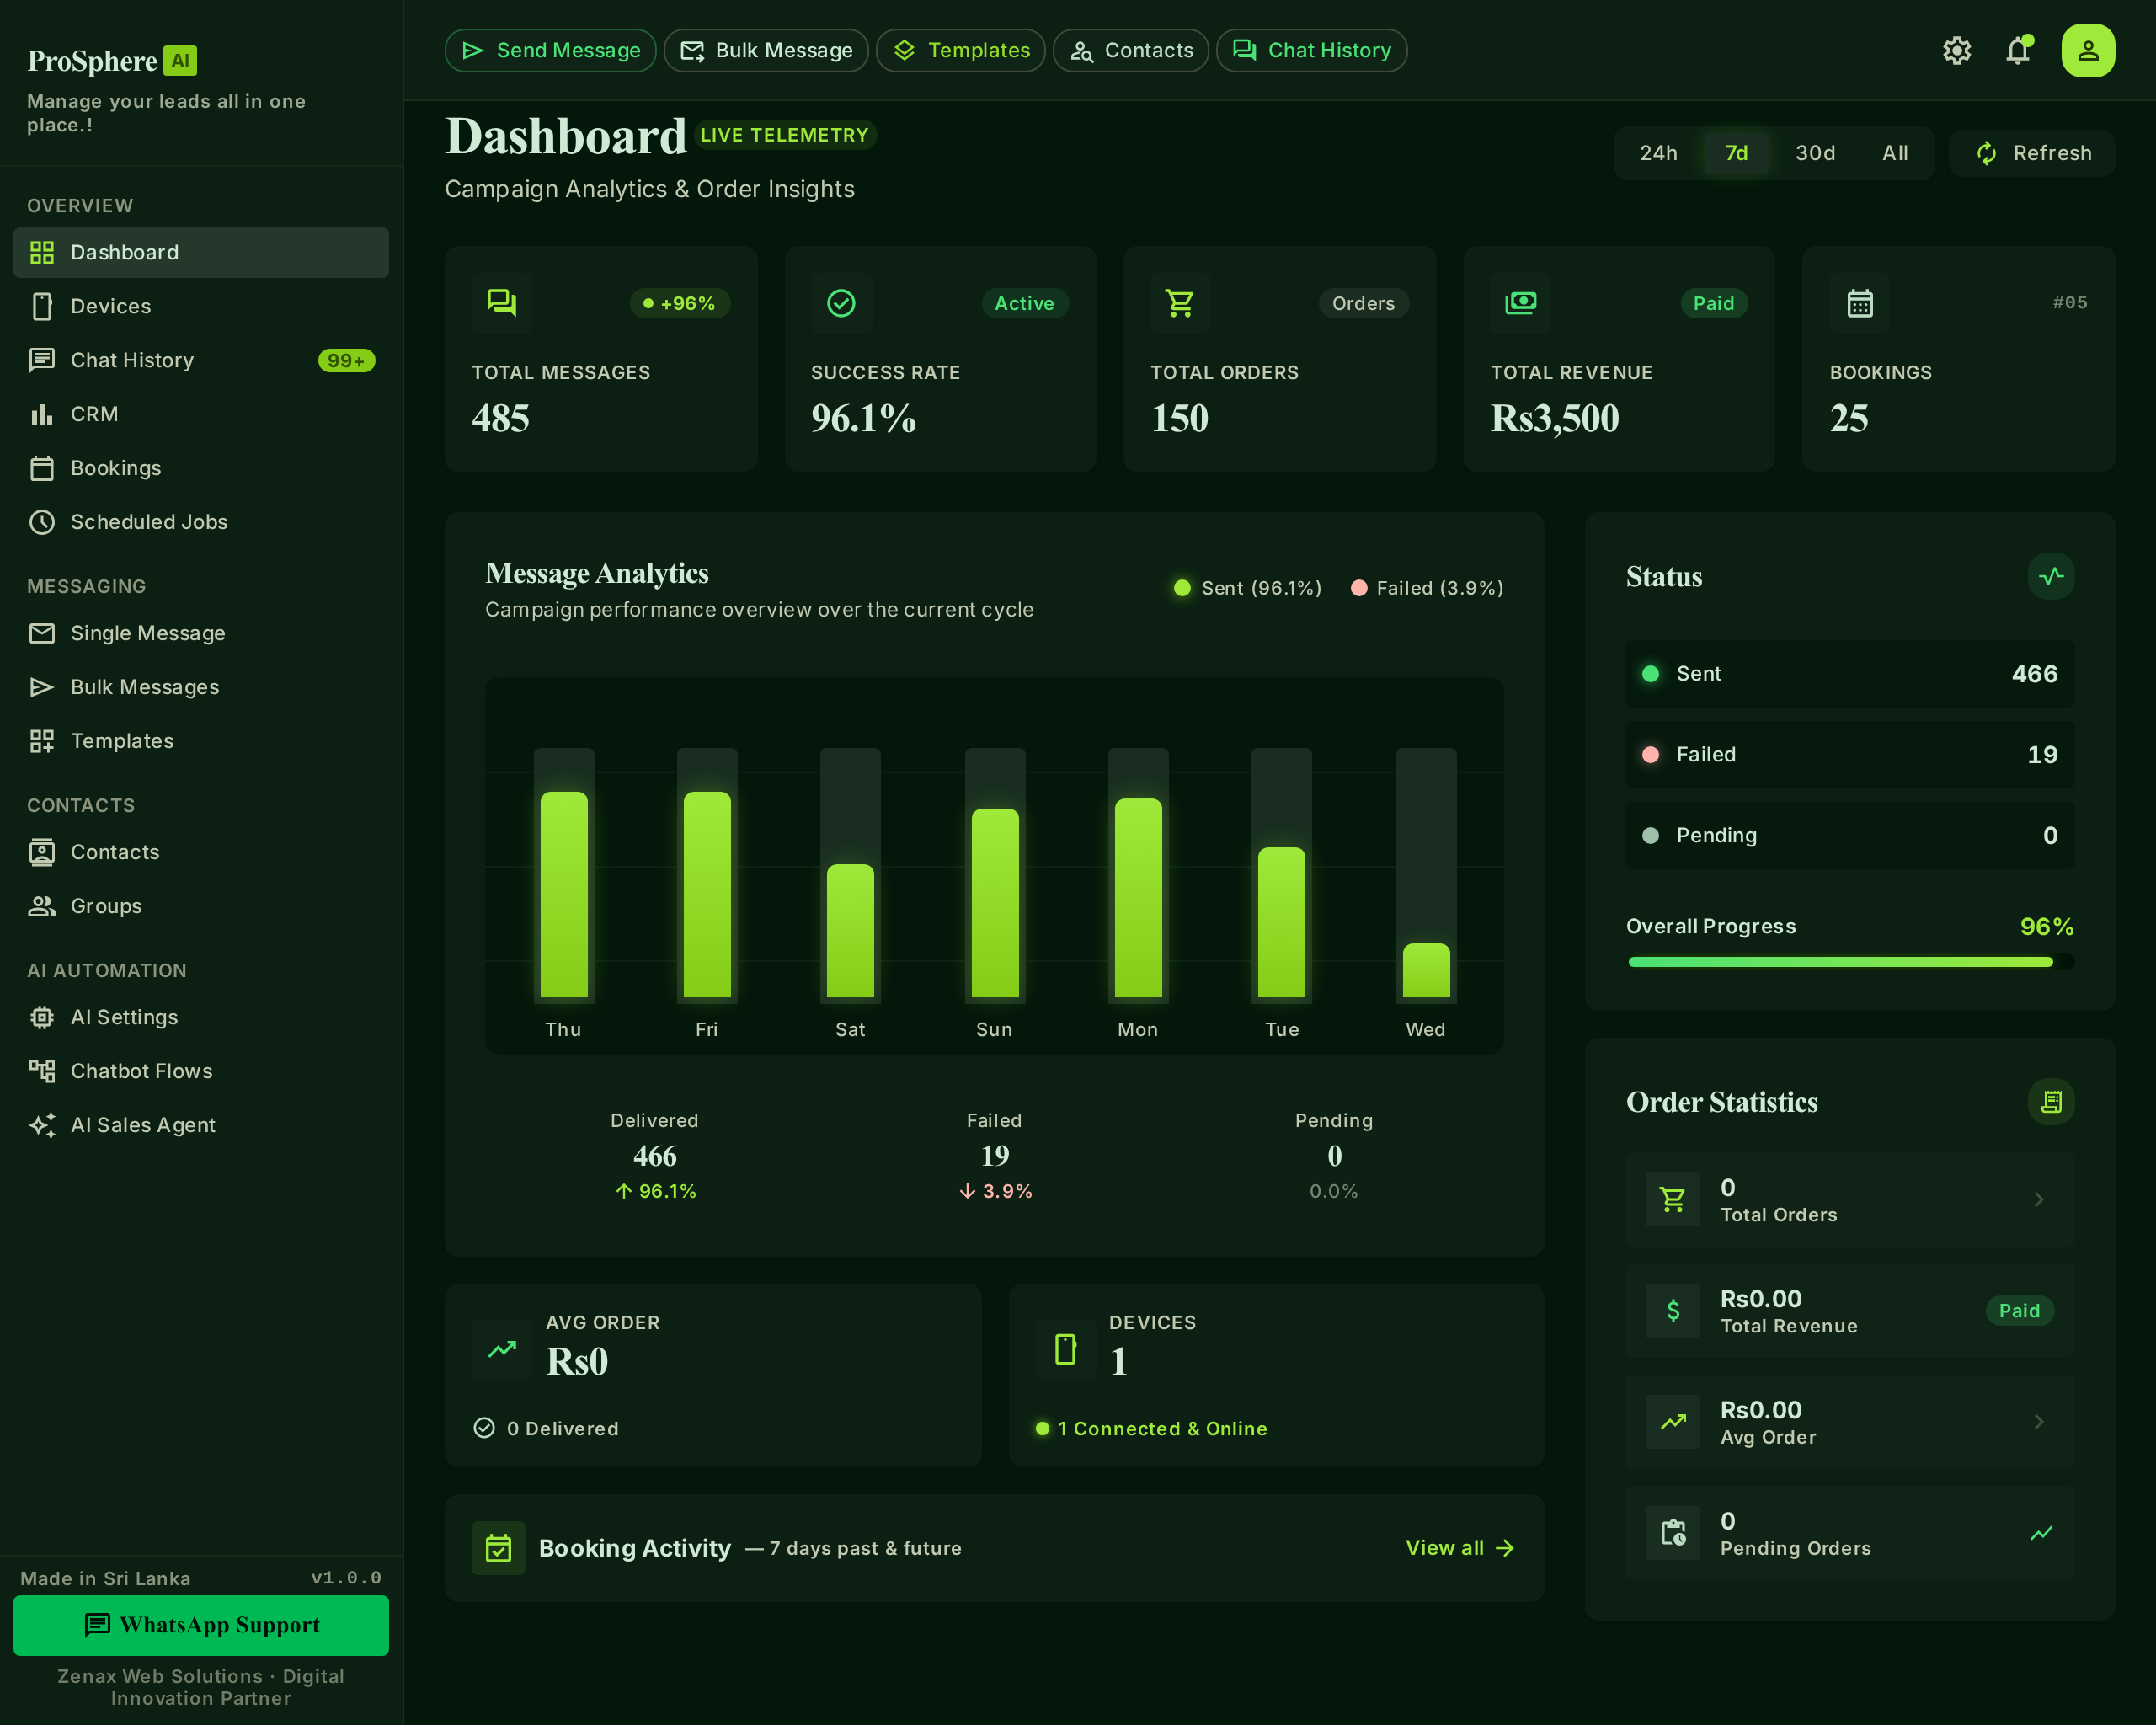 ProSphere AI
Manage your leads all in one
place.!
OVERVIEW
Dashboard
Devices
Chat History 99+
CRM
Bookings
Scheduled Jobs
MESSAGING
Single Message
Bulk Messages
Templates
CONTACTS
Contacts
Groups
AI AUTOMATION
AI Settings
Chatbot Flows
AI Sales Agent
Made in Sri Lanka v1.0.0
WhatsApp Support
Zenax Web Solutions · Digital
Innovation Partner
Send Message Bulk Message Templates Contacts Chat History
Dashboard LIVE TELEMETRY
Campaign Analytics & Order Insights
24h 7d 30d All Refresh
+96%
TOTAL MESSAGES
485
Active
SUCCESS RATE
96.1%
Orders
TOTAL ORDERS
150
Paid
TOTAL REVENUE
Rs3,500
#05
BOOKINGS
25
Message Analytics
Campaign performance overview over the current cycle
Sent (96.1%) Failed (3.9%)
Thu Fri Sat Sun Mon Tue Wed
Delivered Failed Pending
466 19 0
96.1% 3.9% 0.0%
AVG ORDER
Rs0
0 Delivered
DEVICES
1
1 Connected & Online
Booking Activity — 7 days past & future View all
Status
Sent 466
Failed 19
Pending 0
Overall Progress 96%
Order Statistics
0
Total Orders
Rs0.00
Total Revenue
Paid
Rs0.00
Avg Order
0
Pending Orders